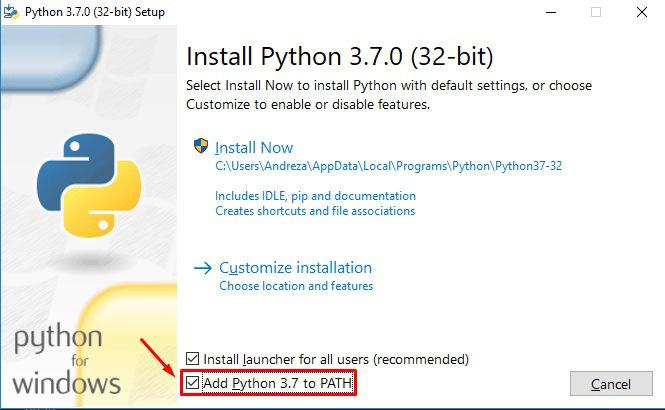 Python 3.7.0 (32-bit) Setup
Install Python 3.7.0 (32-bit)
Select Install Now to install Python with default settings, or choose
Customize to enable or disable features.
Install Now
C:\Users\Andreza\AppData\Local\Programs\Python\Python37-32
Includes IDLE, pip and documentation
Creates shortcuts and file associations
Customize installation
Choose location and features
python
for
windows
Install launcher for all users (recommended)
Add Python 3.7 to PATH
Cancel